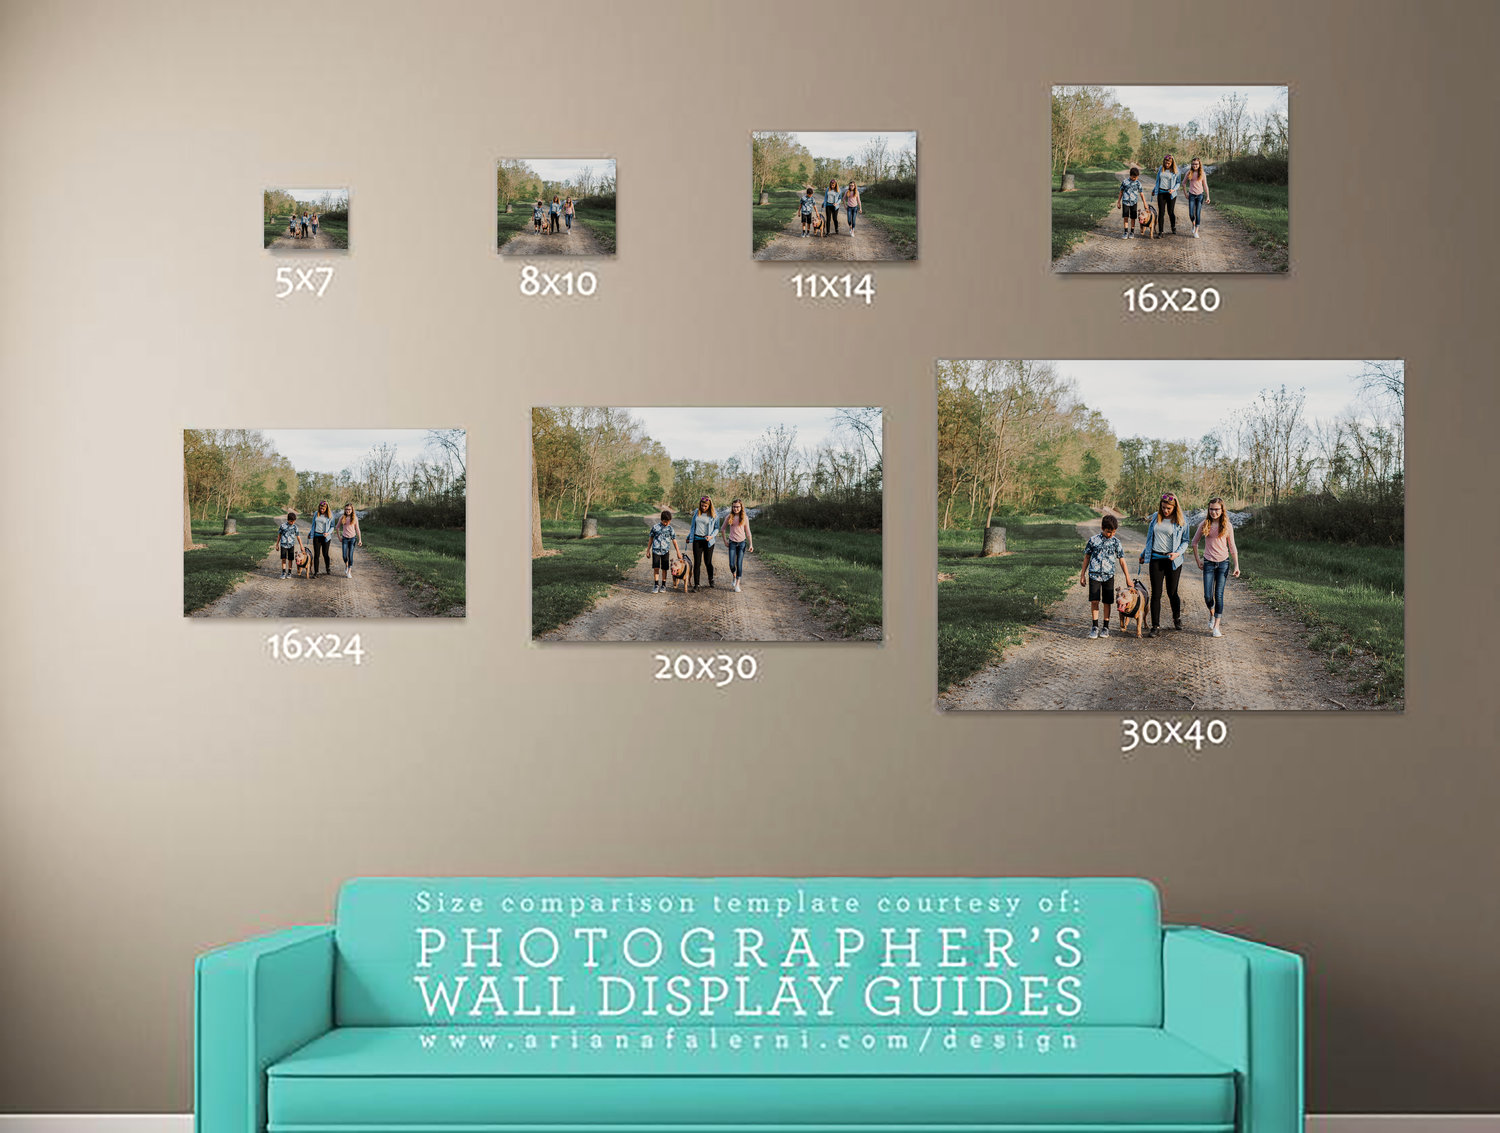 5x7
8x10
11x14
16x20
16x24
20x30
30x40
Size comparison template courtesy of:
PHOTOGRAPHER'S
WALL DISPLAY GUIDES
www.arianafalerni.com/design